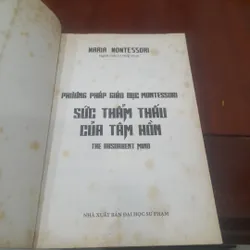 MARIA MONTESSORI
PHƯƠNG PHÁP GIÁO DỤC MONTESSORI
SỨC THẨM THẤU
CỦA TÂM HỒN
THE ABSORBENT MIND
NHÀ XUẤT BẢN ĐẠI HỌC SƯ PHẠM